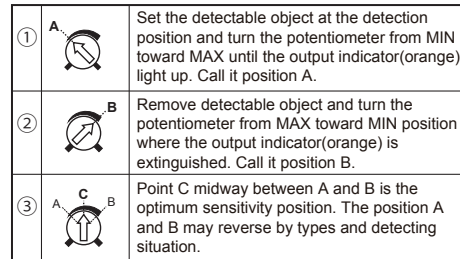 ① A Set the detectable object at the detection
position and turn the potentiometer from MIN
toward MAX until the output indicator(orange)
light up. Call it position A.
② B Remove detectable object and turn the
potentiometer from MAX toward MIN position
where the output indicator(orange) is
extinguished. Call it position B.
③ A C B Point C midway between A and B is the
optimum sensitivity position. The position A
and B may reverse by types and detecting
situation.